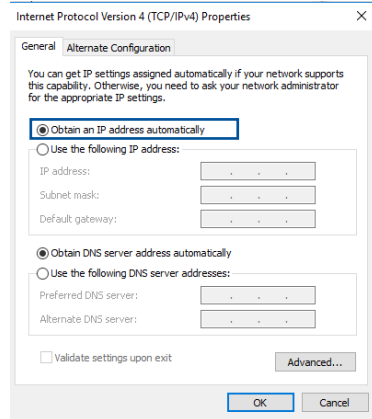 Internet Protocol Version 4 (TCP/IPv4) Properties
General Alternate Configuration
You can get IP settings assigned automatically if your network supports
this capability. Otherwise, you need to ask your network administrator
for the appropriate IP settings.
Obtain an IP address automatically
Use the following IP address:
IP address:
Subnet mask:
Default gateway:
Obtain DNS server address automatically
Use the following DNS server addresses:
Preferred DNS server:
Alternate DNS server:
Validate settings upon exit
Advanced...
OK Cancel